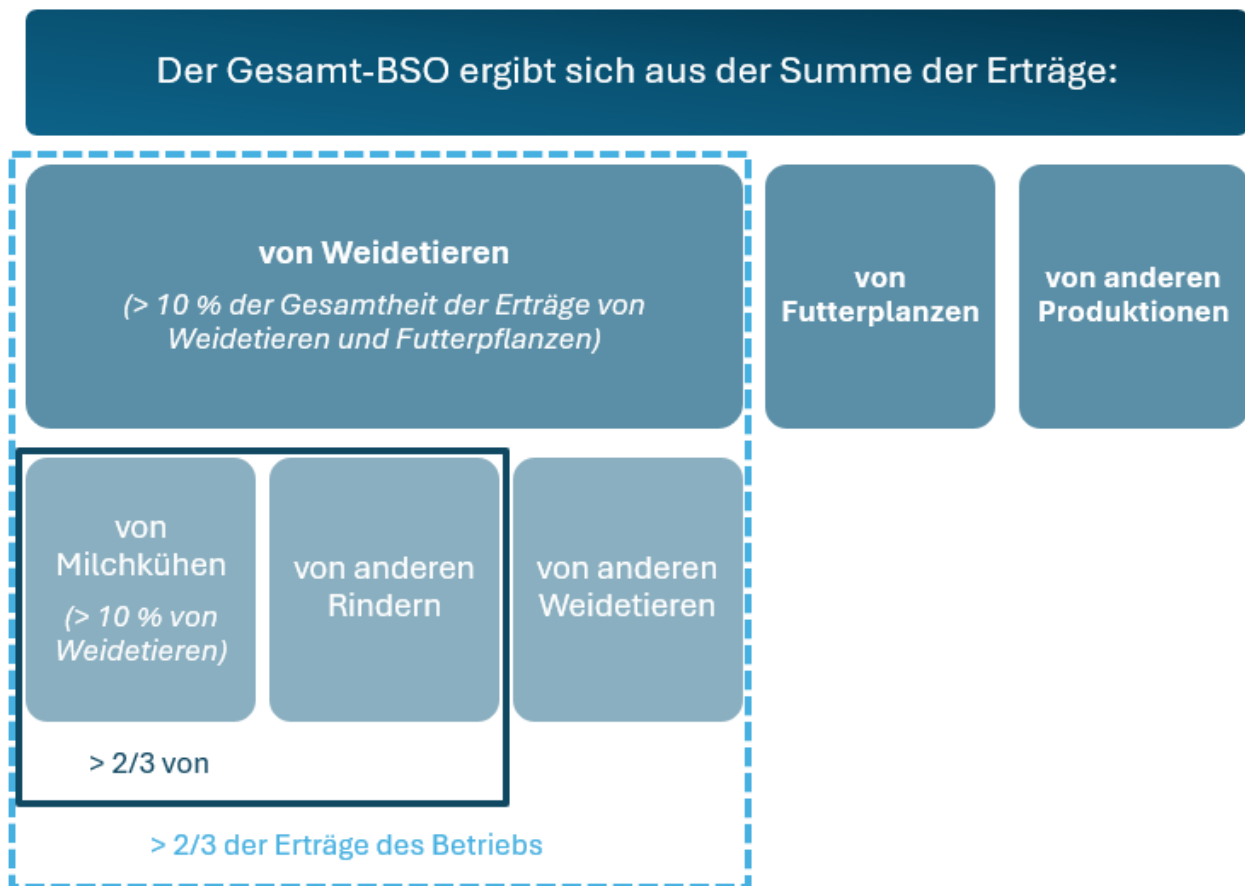 Der Gesamt-BSO ergibt sich aus der Summe der Erträge:
von Weidetieren
(> 10 % der Gesamtheit der Erträge von
Weidetieren und Futterpflanzen)
von
Futterplanzen
von anderen
Produktionen
von
Milchkühen
(> 10 % von
Weidetieren)
von anderen
Rindern
von anderen
Weidetieren
> 2/3 von
> 2/3 der Erträge des Betriebs